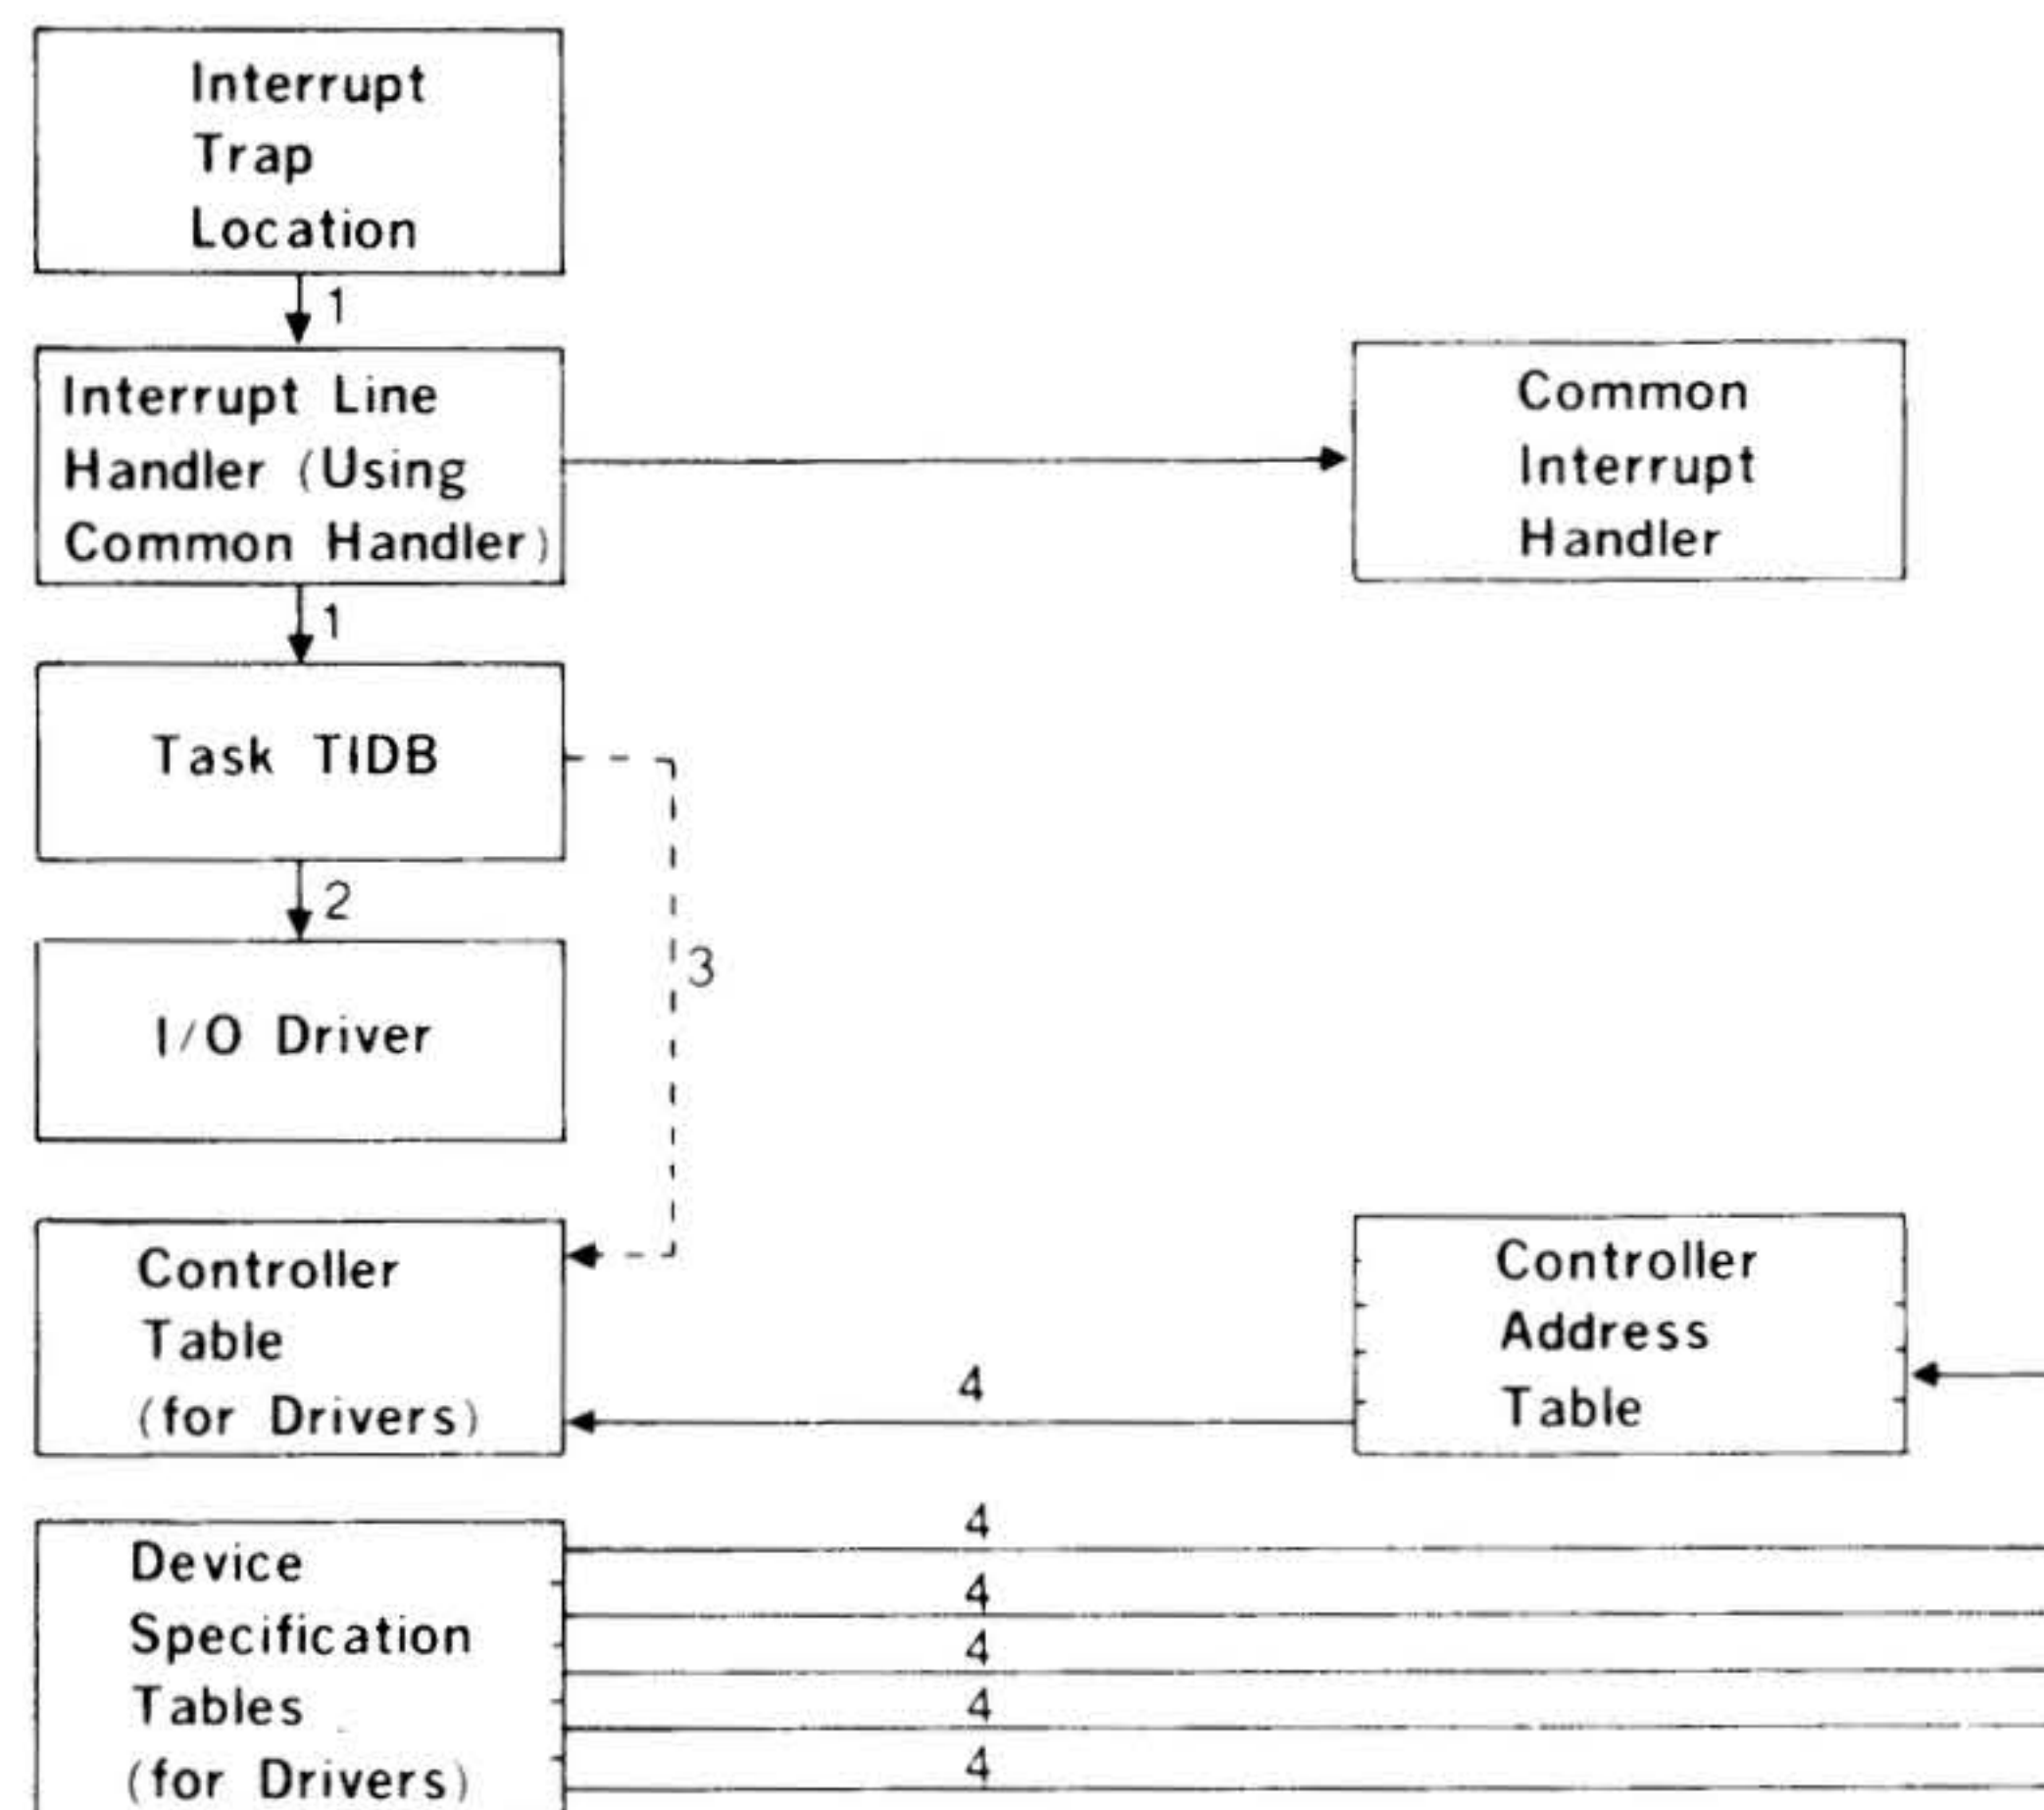 Interrupt
Trap
Location
1
Interrupt Line
Handler (Using
Common Handler)
Common
Interrupt
Handler
1
Task TIDB
2
I/O Driver
3
Controller
Table
(for Drivers)
4
Controller
Address
Table
Device
Specification
Tables
(for Drivers)
4
4
4
4
4